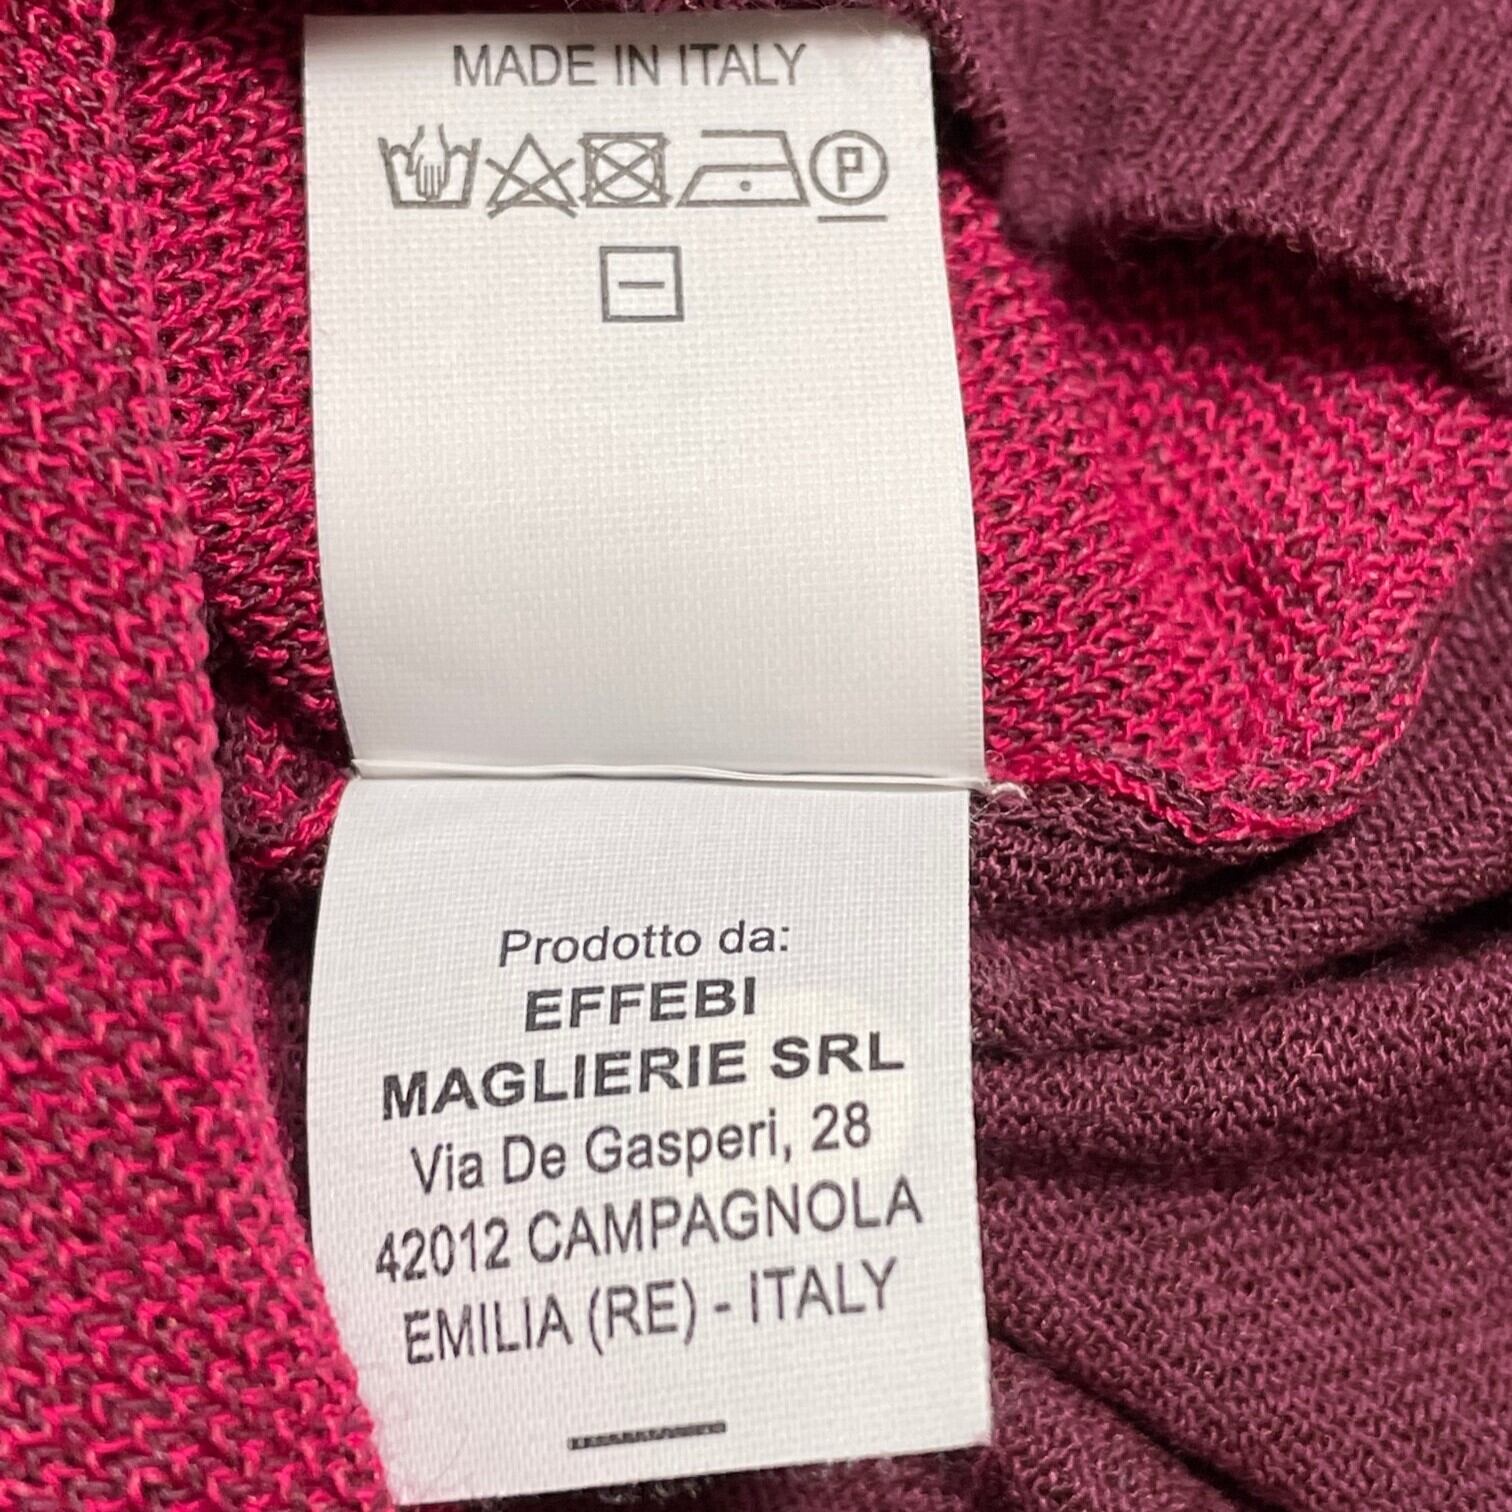 MADE IN ITALY
P
Prodotto da:
EFFEBI
MAGLIERIE SRL
Via De Gasperi, 28
42012 CAMPAGNOLA
EMILIA (RE) - ITALY